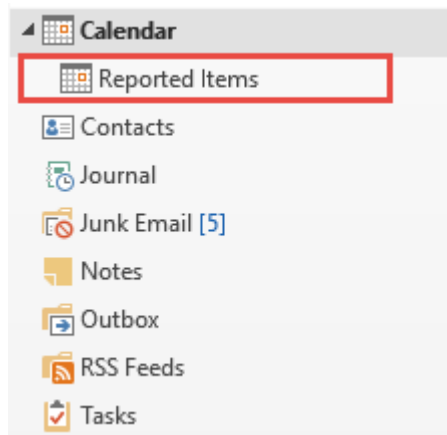 Calendar
Reported Items
Contacts
Journal
Junk Email [5]
Notes
Outbox
RSS Feeds
Tasks